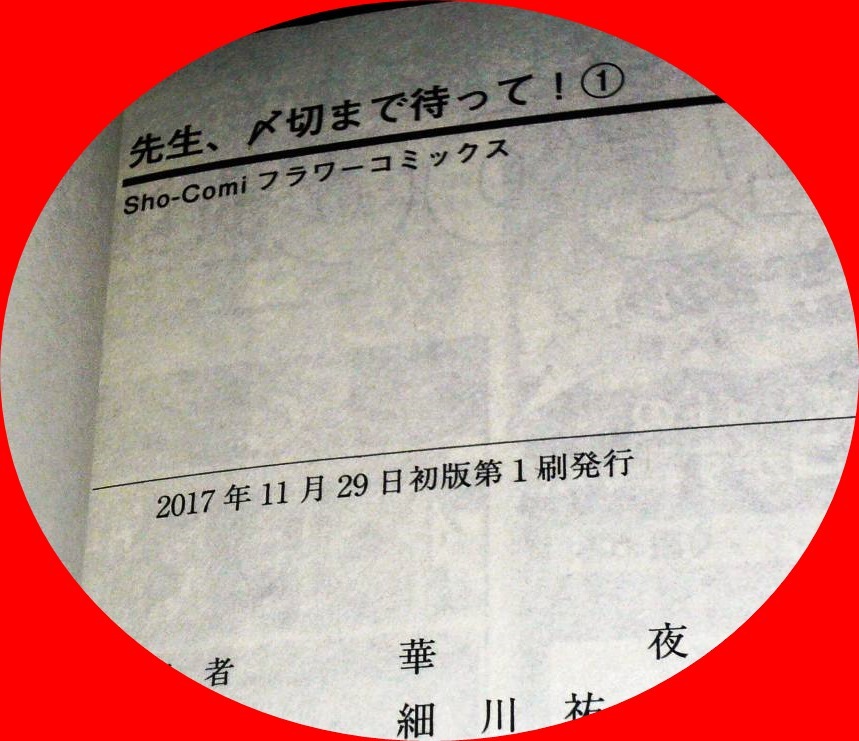 先生、〆切まで待って！①
Sho-Comi フラワーコミックス
2017年11月29日初版第1刷発行
者 華 夜
細川祐